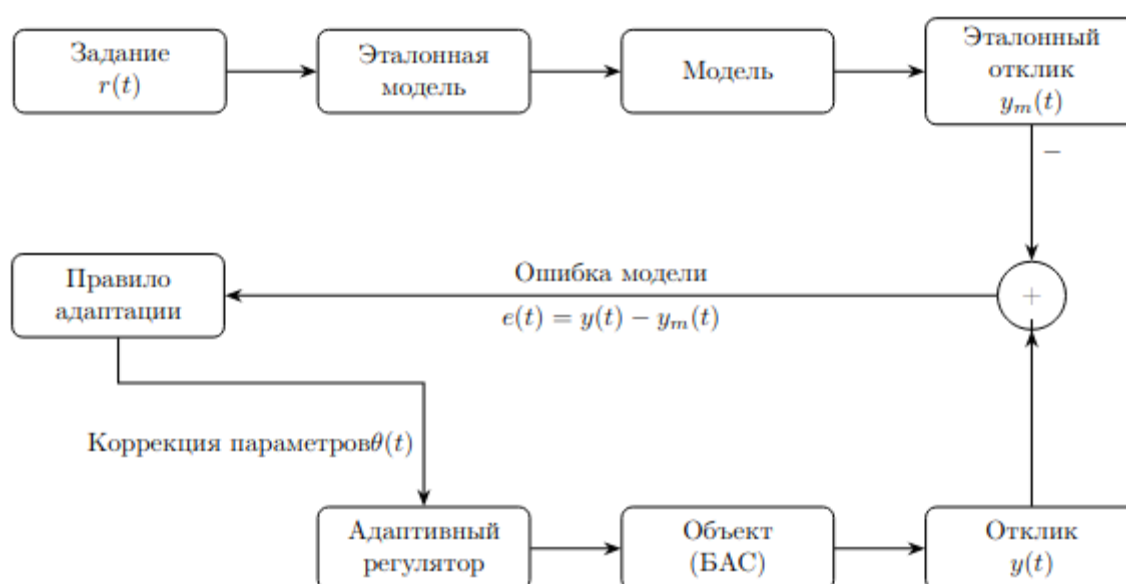 Задание
r(t)
Эталонная
модель
Модель
Эталонный
отклик
y_m(t)
−
Правило
адаптации
Ошибка модели
e(t) = y(t) − y_m(t)
+
Коррекция параметровθ(t)
Адаптивный
регулятор
Объект
(БАС)
Отклик
y(t)